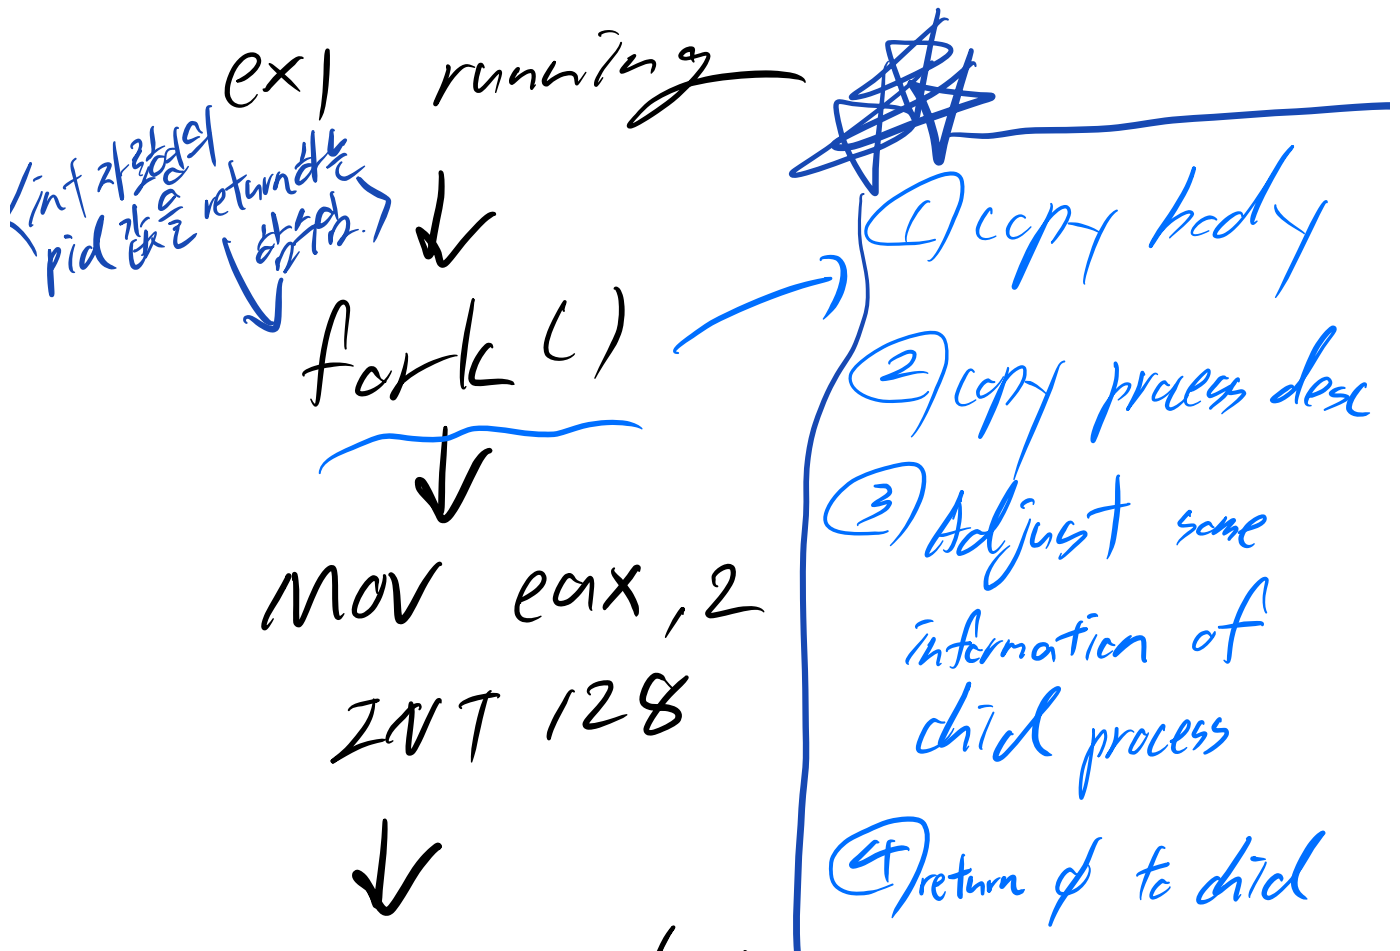 ex1 running
<int 자료형의
pid 값을 return하는
함수임.>
fork()
Mov eax, 2
INT 128
① copy body
② copy process desc
③ Adjust some
information of
child process
④ return ∅ to child